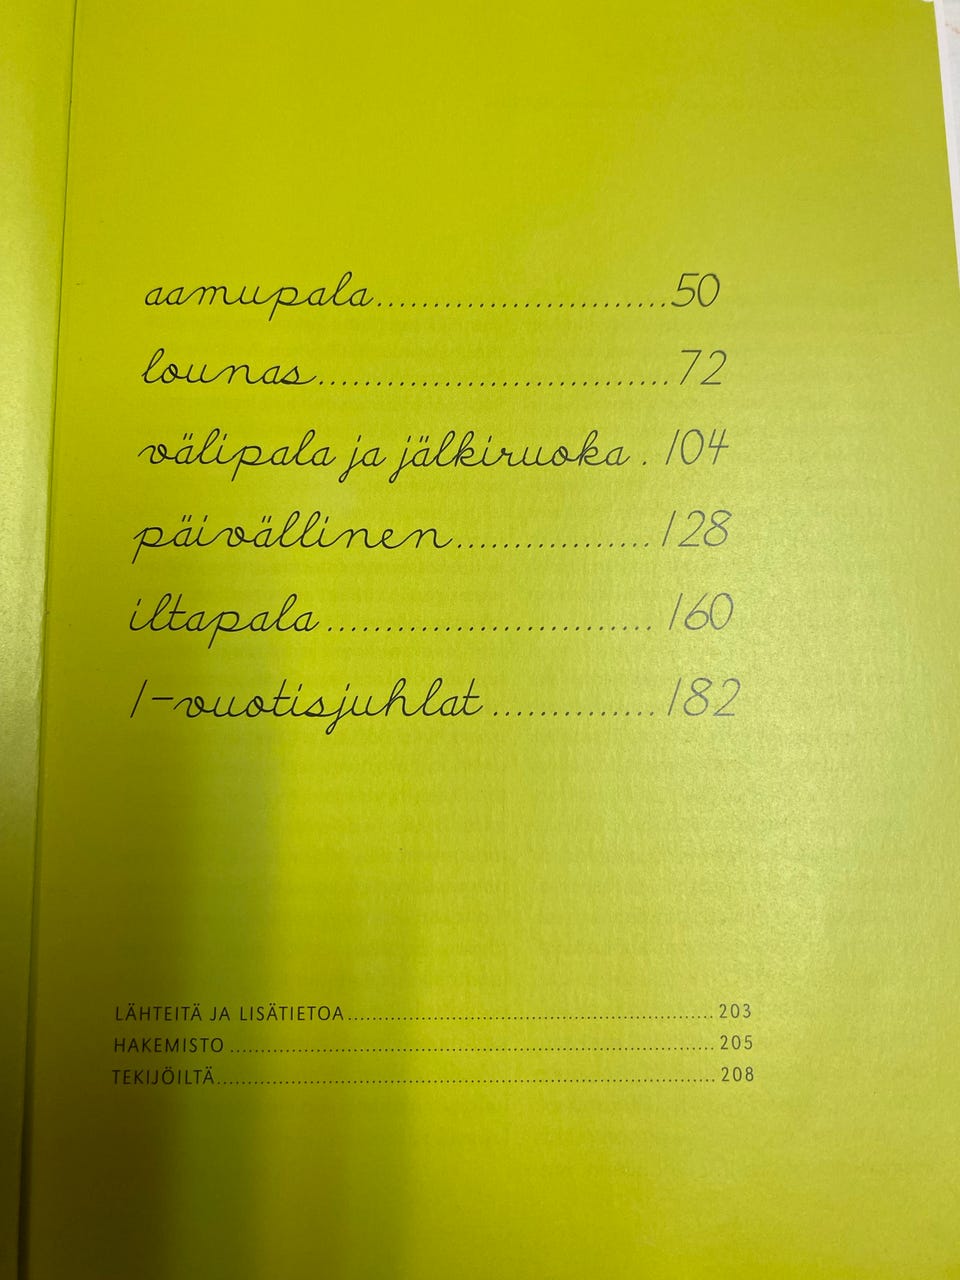 aamupala........................50
lounas..............................72
välipala ja jälkiruoka . 104
päivällinen.................128
iltapala............................160
1-vuotisjuhlat..............182
LÄHTEITÄ JA LISÄTIETOA........................................................203
HAKEMISTO..........................................................................205
TEKIJÖILTÄ............................................................................208